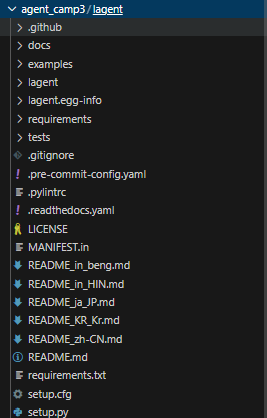 agent_camp3 / lagent
.github
docs
examples
lagent
lagent.egg-info
requirements
tests
.gitignore
.pre-commit-config.yaml
.pylintrc
.readthedocs.yaml
LICENSE
MANIFEST.in
README_in_beng.md
README_in_HIN.md
README_ja_JP.md
README_KR_Kr.md
README_zh-CN.md
README.md
requirements.txt
setup.cfg
setup.py